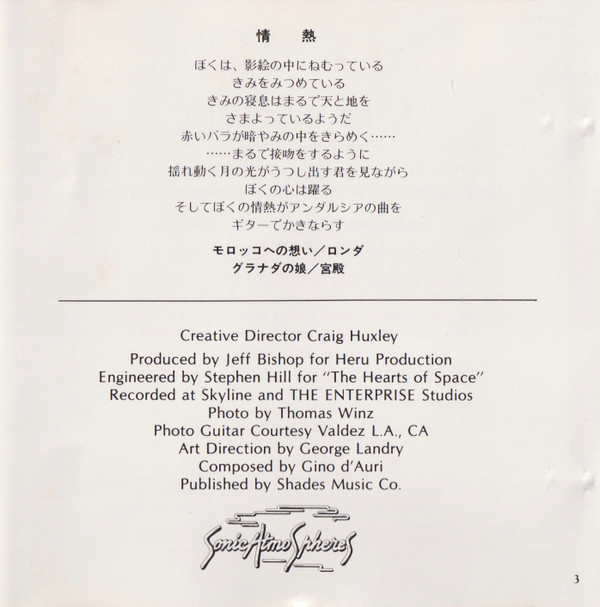 情 熱
ぼくは、影絵の中にねむっている
きみをみつめている
きみの寝息はまるで天と地を
さまよっているようだ
赤いバラが暗やみの中をきらめく……
……まるで接吻をするように
揺れ動く月の光がうつし出す君を見ながら
ぼくの心は躍る
そしてぼくの情熱がアンダルシアの曲を
ギターでかきならす
モロッコへの想い／ロンダ
グラナダの娘／宮殿
Creative Director Craig Huxley
Produced by Jeff Bishop for Heru Production
Engineered by Stephen Hill for "The Hearts of Space"
Recorded at Skyline and THE ENTERPRISE Studios
Photo by Thomas Winz
Photo Guitar Courtesy Valdez L.A., CA
Art Direction by George Landry
Composed by Gino d'Auri
Published by Shades Music Co.
Sonic Atmo Spheres
3